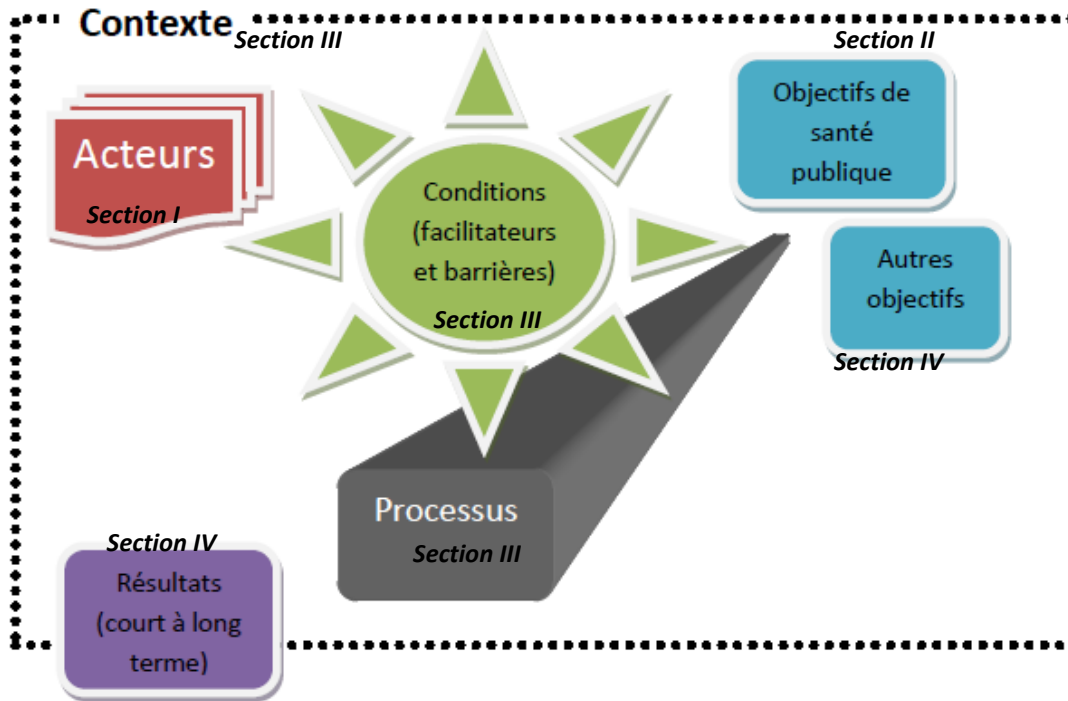 Contexte
Section III
Acteurs
Section I
Conditions
(facilitateurs
et barrières)
Section III
Section II
Objectifs de
santé
publique
Autres
objectifs
Section IV
Processus
Section III
Section IV
Résultats
(court à long
terme)